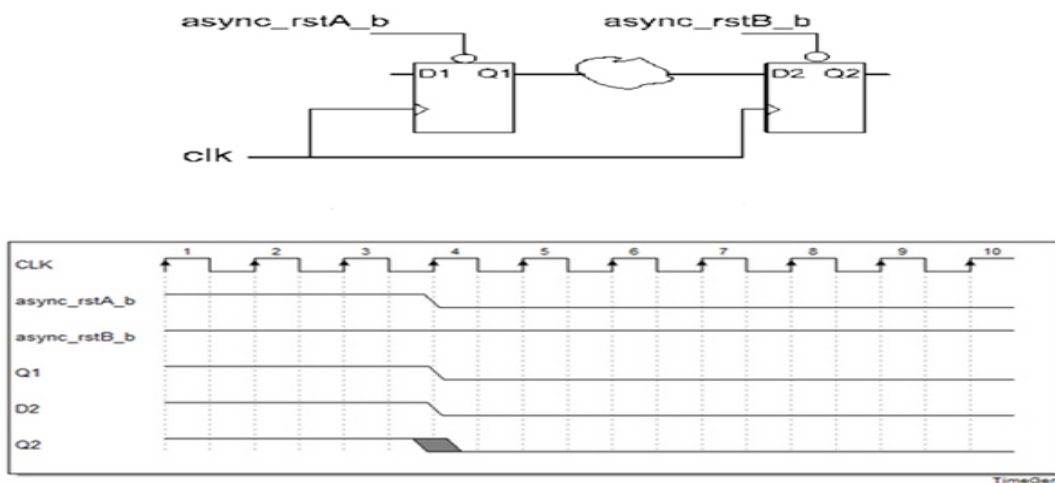 async_rstA_b async_rstB_b
D1 Q1 D2 Q2
clk
1 2 3 4 5 6 7 8 9 10
CLK
async_rstA_b
async_rstB_b
Q1
D2
Q2
TimeGen